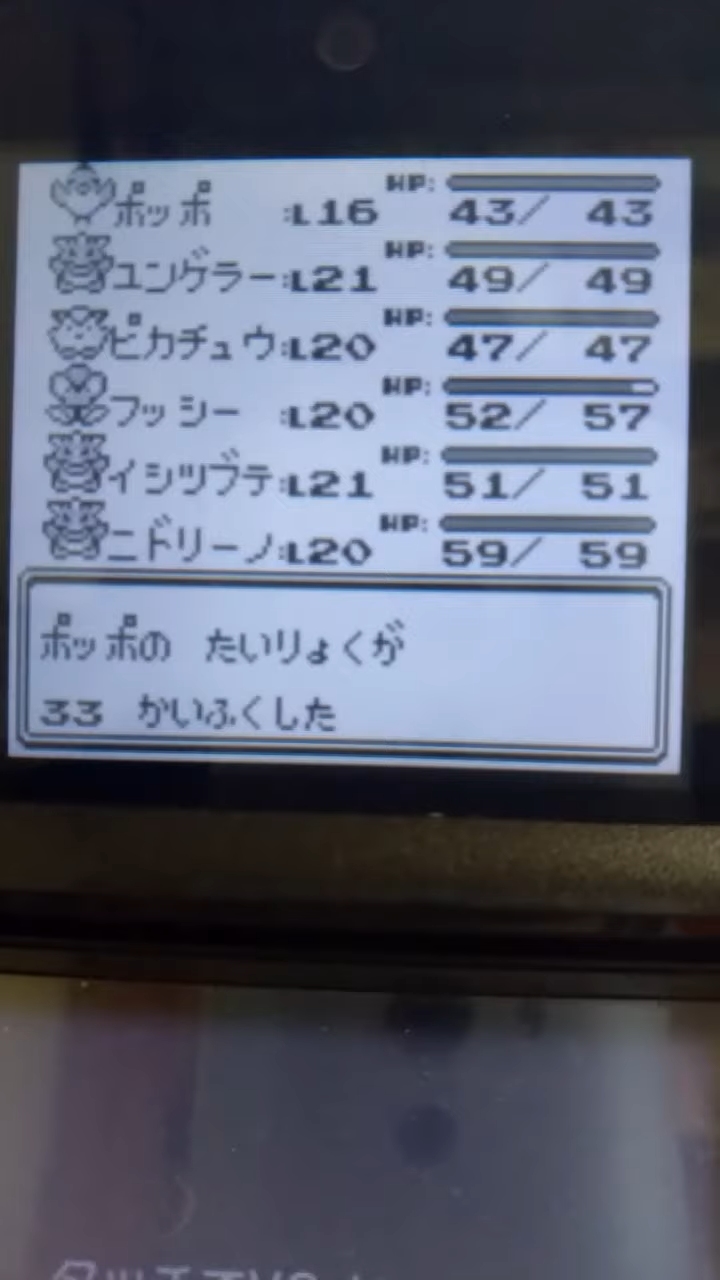 HP:
ポッポ :L16 43/ 43
HP:
ユンゲラー:L21 49/ 49
HP:
ピカチュウ:L20 47/ 47
HP:
フッシー :L20 52/ 57
HP:
イシツブテ:L21 51/ 51
HP:
ニドリーノ:L20 59/ 59
ポッポの たいりょくが
33 かいふくした